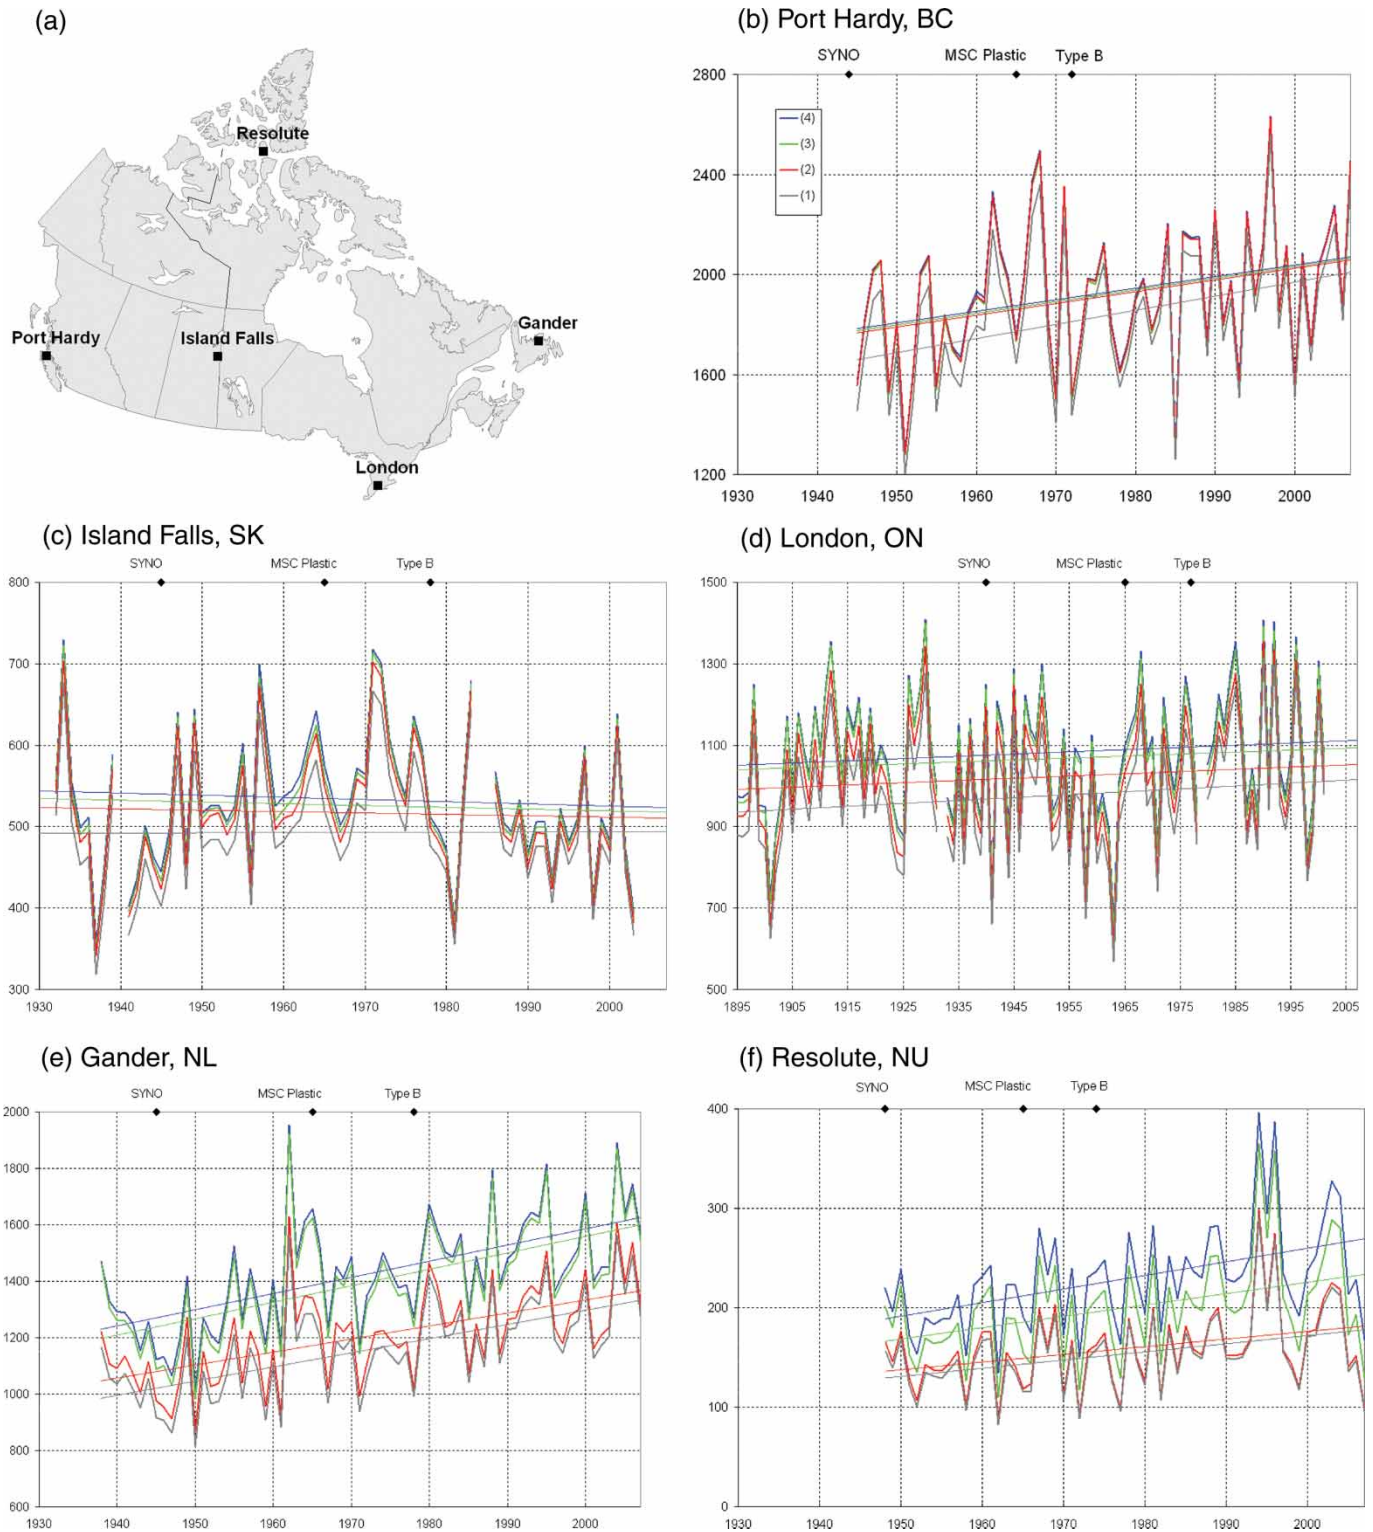 (a)
Resolute
Port Hardy
Island Falls
Gander
London
(b) Port Hardy, BC
SYNO MSC Plastic Type B
2800
2400
2000
1600
1200
(4)
(3)
(2)
(1)
1930 1940 1950 1960 1970 1980 1990 2000
(c) Island Falls, SK
SYNO MSC Plastic Type B
800
700
600
500
400
300
1930 1940 1950 1960 1970 1980 1990 2000
(d) London, ON
SYNO MSC Plastic Type B
1500
1300
1100
900
700
500
1895 1905 1915 1925 1935 1945 1955 1965 1975 1985 1995 2005
(e) Gander, NL
SYNO MSC Plastic Type B
2000
1800
1600
1400
1200
1000
800
600
1930 1940 1950 1960 1970 1980 1990 2000
(f) Resolute, NU
SYNO MSC Plastic Type B
400
300
200
100
0
1930 1940 1950 1960 1970 1980 1990 2000